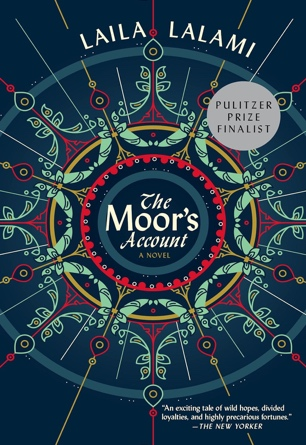 LAILA LALAMI
PULITZER
PRIZE
FINALIST
The
Moor's
Account
A NOVEL
"An exciting tale of wild hopes, divided
loyalties, and highly precarious fortunes."
—THE NEW YORKER